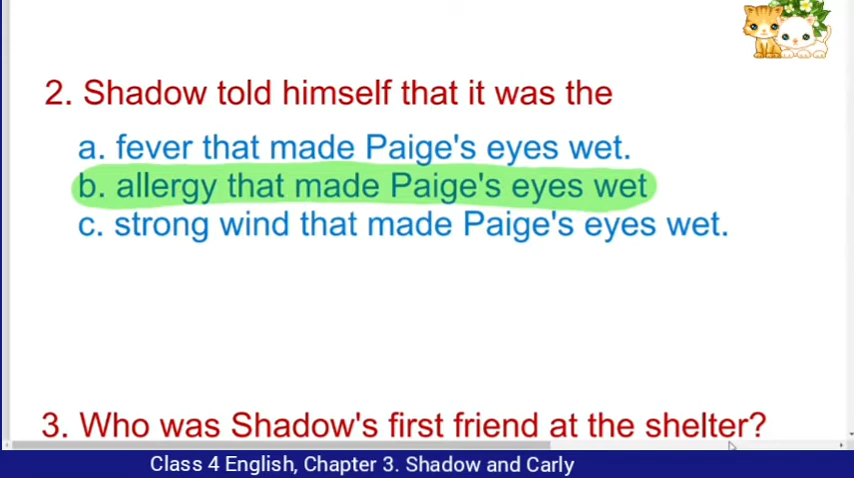 2. Shadow told himself that it was the
a. fever that made Paige's eyes wet.
b. allergy that made Paige's eyes wet
c. strong wind that made Paige's eyes wet.
3. Who was Shadow's first friend at the shelter?
Class 4 English, Chapter 3. Shadow and Carly